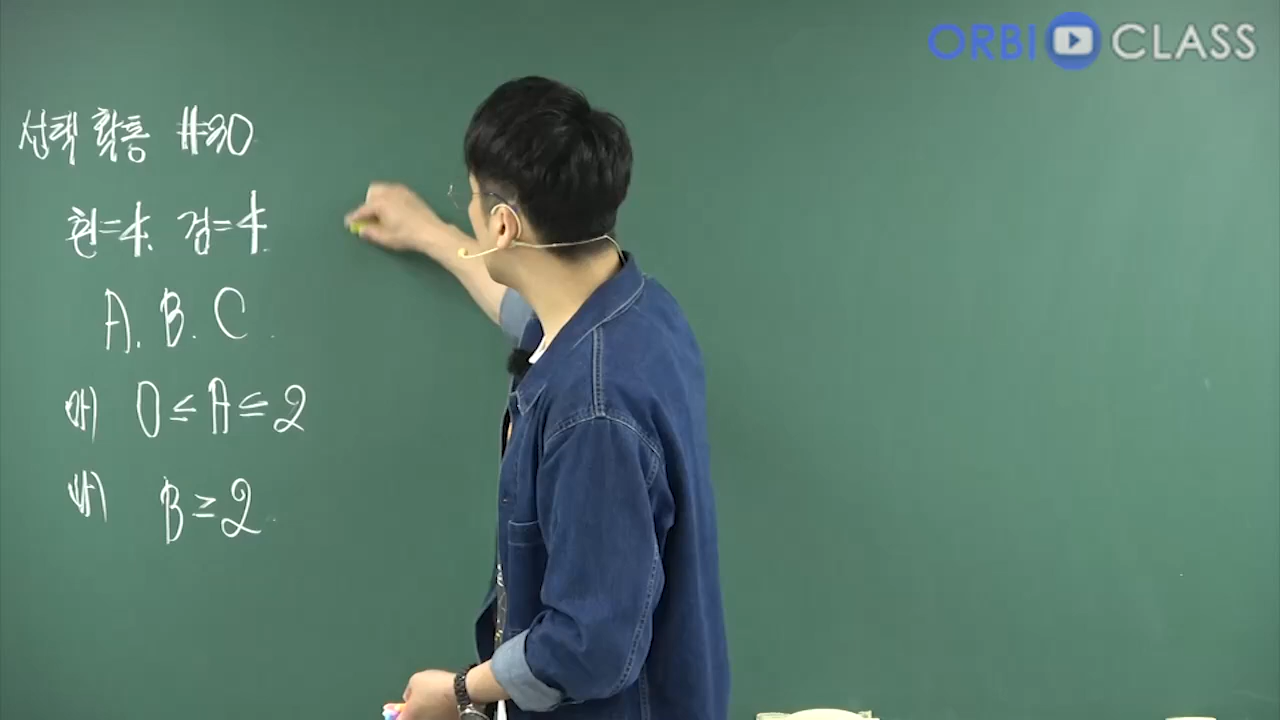 ORBI CLASS
선택 확통 #30
흰=4. 검=4.
A. B. C.
(가) 0≤A≤2
(나) B≥2.